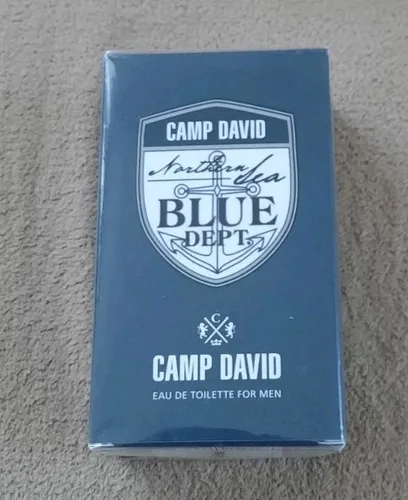 CAMP DAVID
Northern Sea
BLUE
DEPT.
C
CAMP DAVID
EAU DE TOILETTE FOR MEN